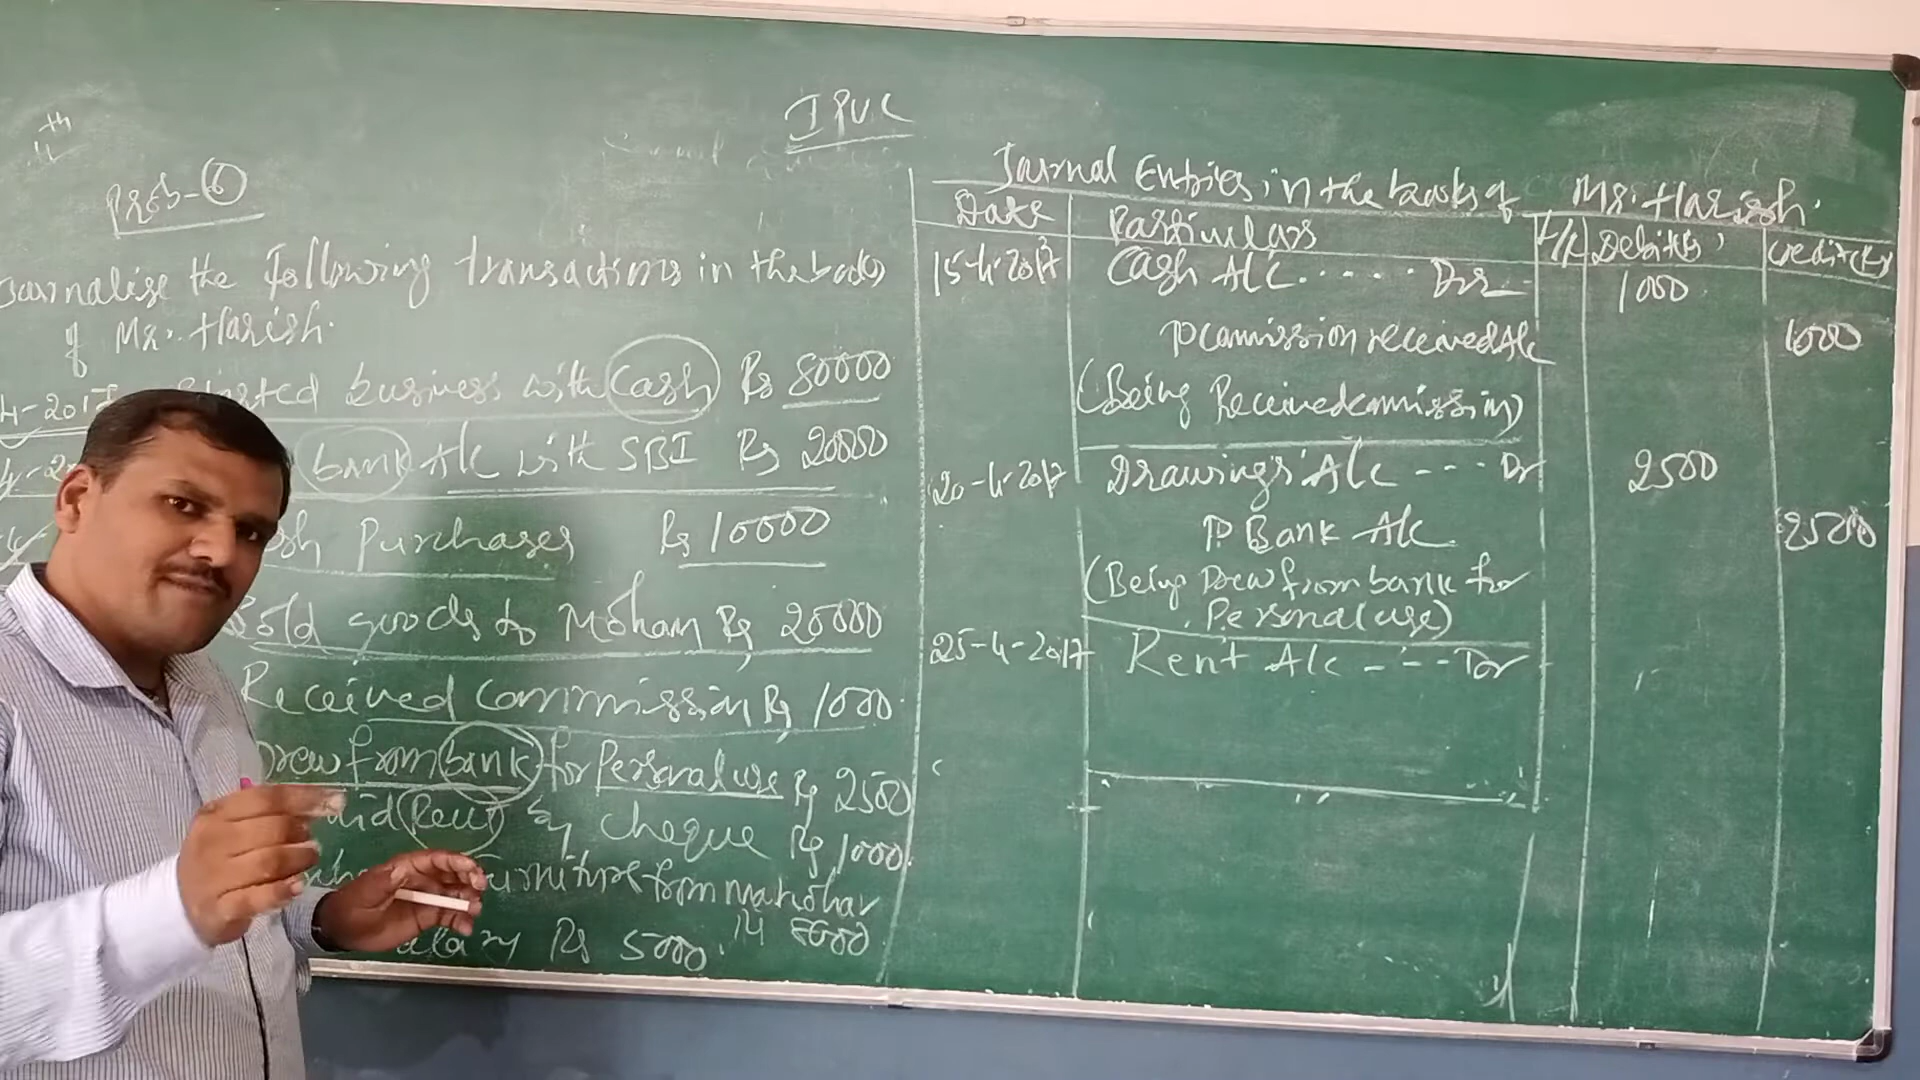 I PUC
Prob-6
Journalise the following transactions in the books
of Mr. Harish.
4-2017 Started business with Cash Rs 80000
bank A/c with SBI Rs 20000
Purchases Rs 10000
Sold goods to Mohan Rs 20000
Received Commission Rs 1000.
Drew from bank for Personal use Rs 2500
Paid Rent by cheque Rs 1000.
Furniture from manohar
Salary Rs 5000. 8000.
Journal Entries in the books of Mr. Harish.
Date Particulars L/F Debit(₹) Credit(₹)
15-4-2017 Cash A/c..... Dr 1000
To commission received A/c 1000
(Being Received commission)
20-4-2017 Drawings A/c --- Dr 2500
To Bank A/c. 2500
(Being Drew from bank for
Personal use)
25-4-2017 Rent A/c ---- Dr